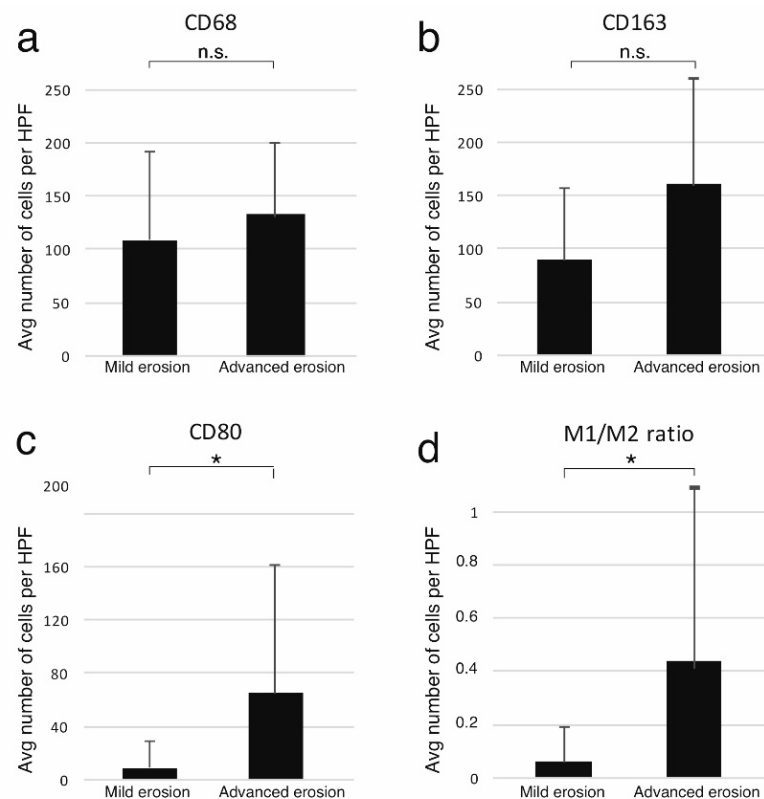 a
CD68
n.s.
Avg number of cells per HPF
250
200
150
100
50
0
Mild erosion
Advanced erosion
b
CD163
n.s.
Avg number of cells per HPF
250
200
150
100
50
0
Mild erosion
Advanced erosion
c
CD80
*
Avg number of cells per HPF
200
160
120
80
40
0
Mild erosion
Advanced erosion
d
M1/M2 ratio
*
Avg number of cells per HPF
1
0.8
0.6
0.4
0.2
0
Mild erosion
Advanced erosion